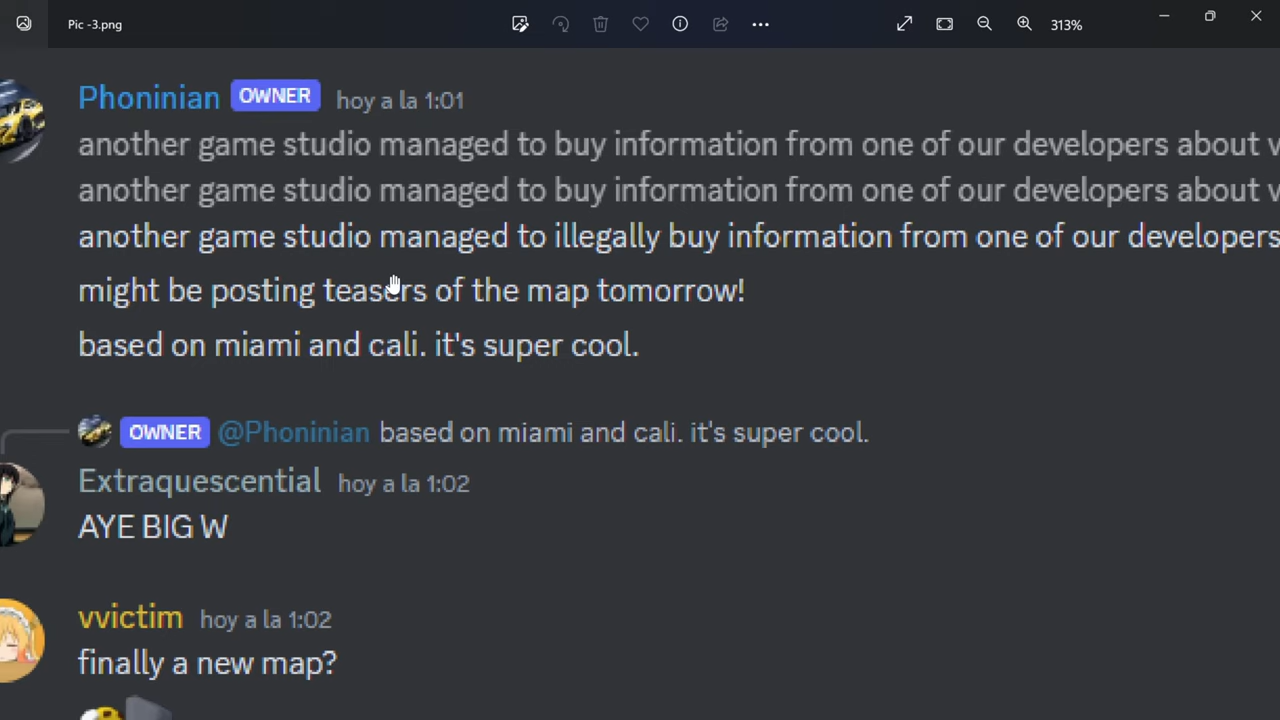 Pic -3.png
313%
Phoninian OWNER hoy a la 1:01
another game studio managed to buy information from one of our developers about
another game studio managed to buy information from one of our developers about
another game studio managed to illegally buy information from one of our developers
might be posting teasers of the map tomorrow!
based on miami and cali. it's super cool.
OWNER @Phoninian based on miami and cali. it's super cool.
Extraquescential hoy a la 1:02
AYE BIG W
vvictim hoy a la 1:02
finally a new map?